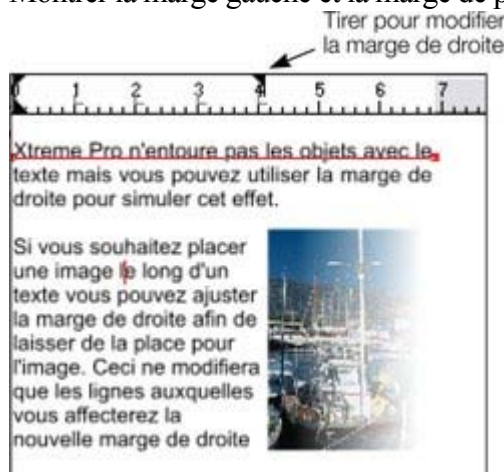 Montrer la marge gauche et la marge de p
Tirer pour modifier
la marge de droite
1 2 3 4 5 6 7
Xtreme Pro n'entoure pas les objets avec le
texte mais vous pouvez utiliser la marge de
droite pour simuler cet effet.
Si vous souhaitez placer
une image le long d'un
texte vous pouvez ajuster
la marge de droite afin de
laisser de la place pour
l'image. Ceci ne modifiera
que les lignes auxquelles
vous affecterez la
nouvelle marge de droite